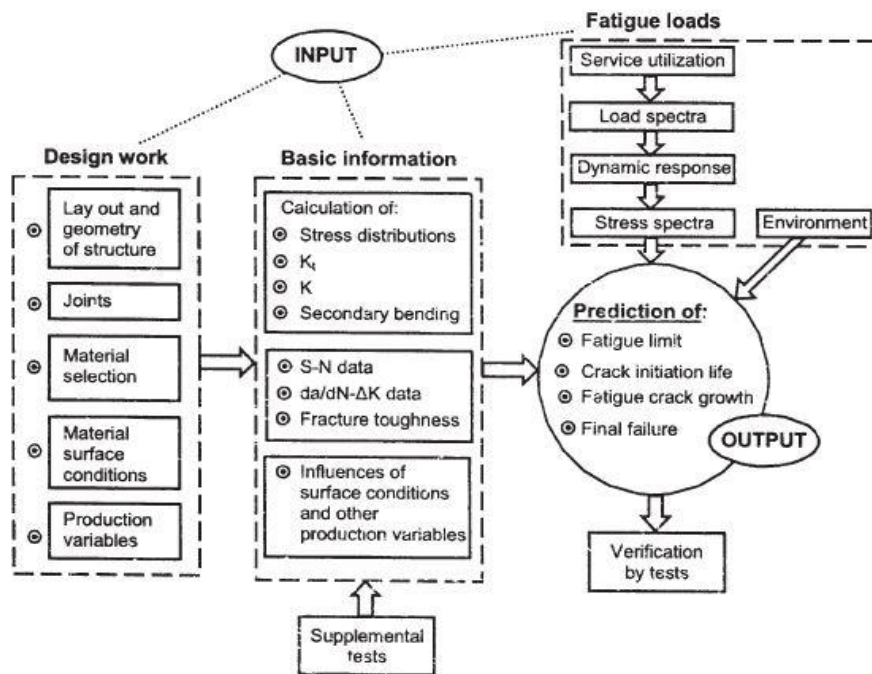 Fatigue loads
INPUT
Service utilization
Load spectra
Dynamic response
Stress spectra
Environment
Design work
Lay out and
geometry
of structure
Joints
Material
selection
Material
surface
conditions
Production
variables
Basic information
Calculation of:
Stress distributions
Kt
K
Secondary bending
S-N data
da/dN-ΔK data
Fracture toughness
Influences of
surface conditions
and other
production variables
Supplemental
tests
Prediction of:
Fatigue limit
Crack initiation life
Fatigue crack growth
Final failure
OUTPUT
Verification
by tests